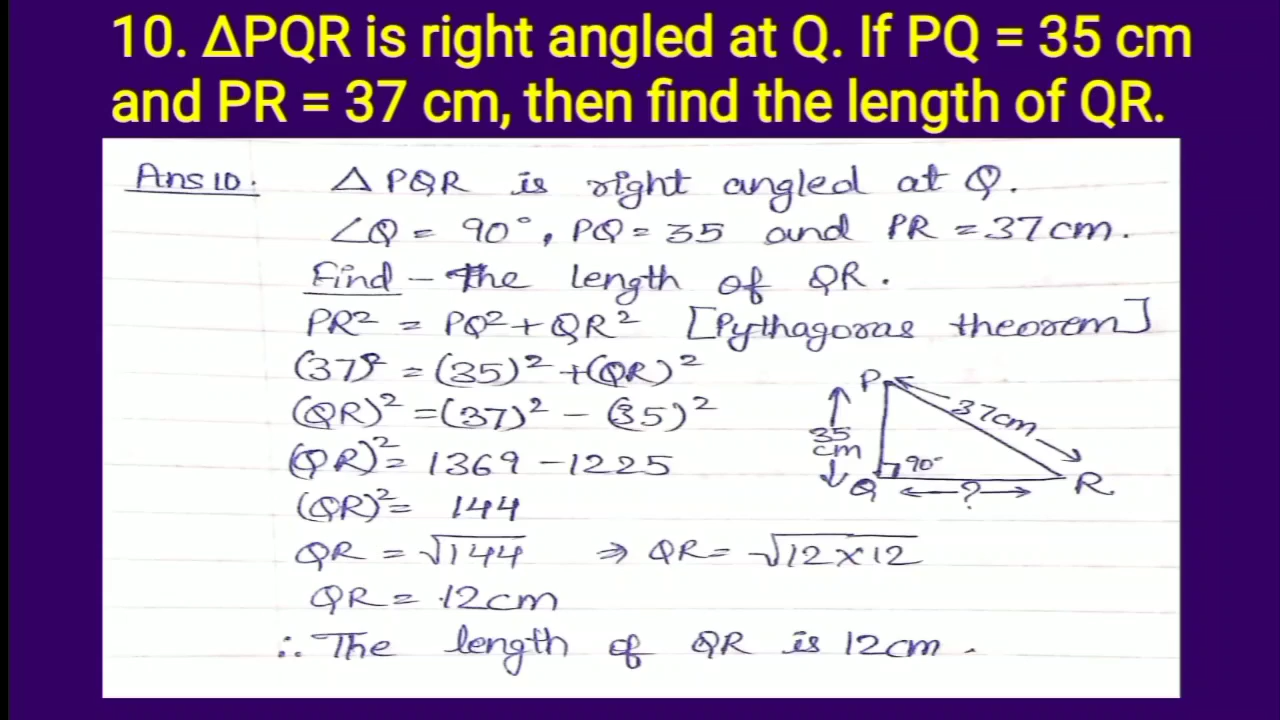 10. ΔPQR is right angled at Q. If PQ = 35 cm
and PR = 37 cm, then find the length of QR.
Ans 10. △ PQR is right angled at Q.
∠Q = 90°, PQ = 35 and PR = 37cm.
Find - the length of QR.
PR² = PQ² + QR² [Pythagoras theorem]
(37)² = (35)² + (QR)²
(QR)² = (37)² - (35)²
(QR)² = 1369 - 1225
(QR)² = 144
QR = √144 ⇒ QR = √12×12
QR = 12cm
∴ The length of QR is 12cm.
P
37cm
35
cm
90°
Q
?
R